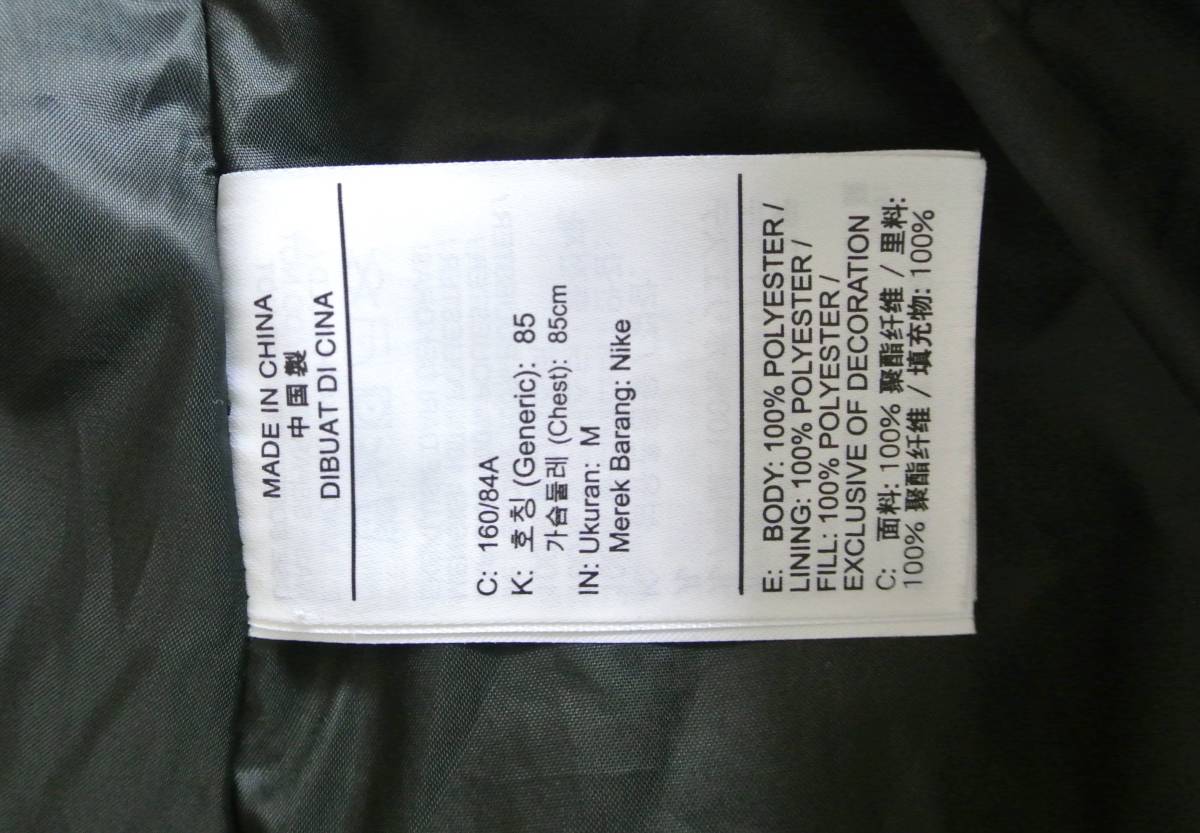 MADE IN CHINA
中国製
DIBUAT DI CINA
C: 160/84A
K: 호칭 (Generic): 85
가슴둘레 (Chest): 85cm
IN: Ukuran: M
Merek Barang: Nike
E: BODY: 100% POLYESTER /
LINING: 100% POLYESTER /
FILL: 100% POLYESTER /
EXCLUSIVE OF DECORATION
C: 面料: 100% 聚酯纤维 / 里料:
100% 聚酯纤维 / 填充物: 100%